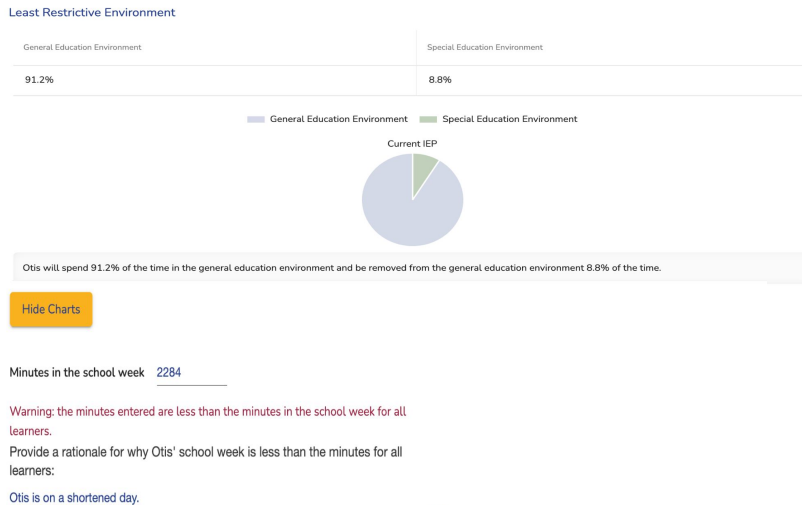 Least Restrictive Environment
General Education Environment Special Education Environment
91.2% 8.8%
General Education Environment Special Education Environment
Current IEP
Otis will spend 91.2% of the time in the general education environment and be removed from the general education environment 8.8% of the time.
Hide Charts
Minutes in the school week 2284
Warning: the minutes entered are less than the minutes in the school week for all
learners.
Provide a rationale for why Otis' school week is less than the minutes for all
learners:
Otis is on a shortened day.